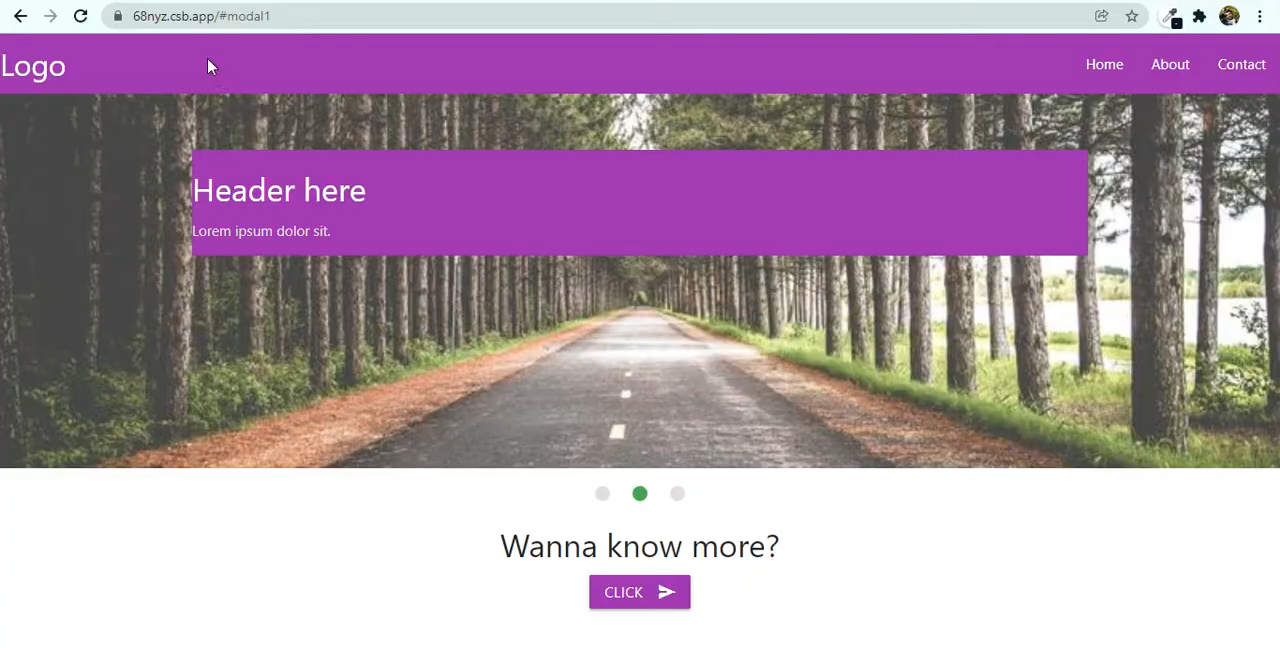 68nyz.csb.app/#modal1
Logo
Home About Contact
Header here
Lorem ipsum dolor sit.
Wanna know more?
CLICK